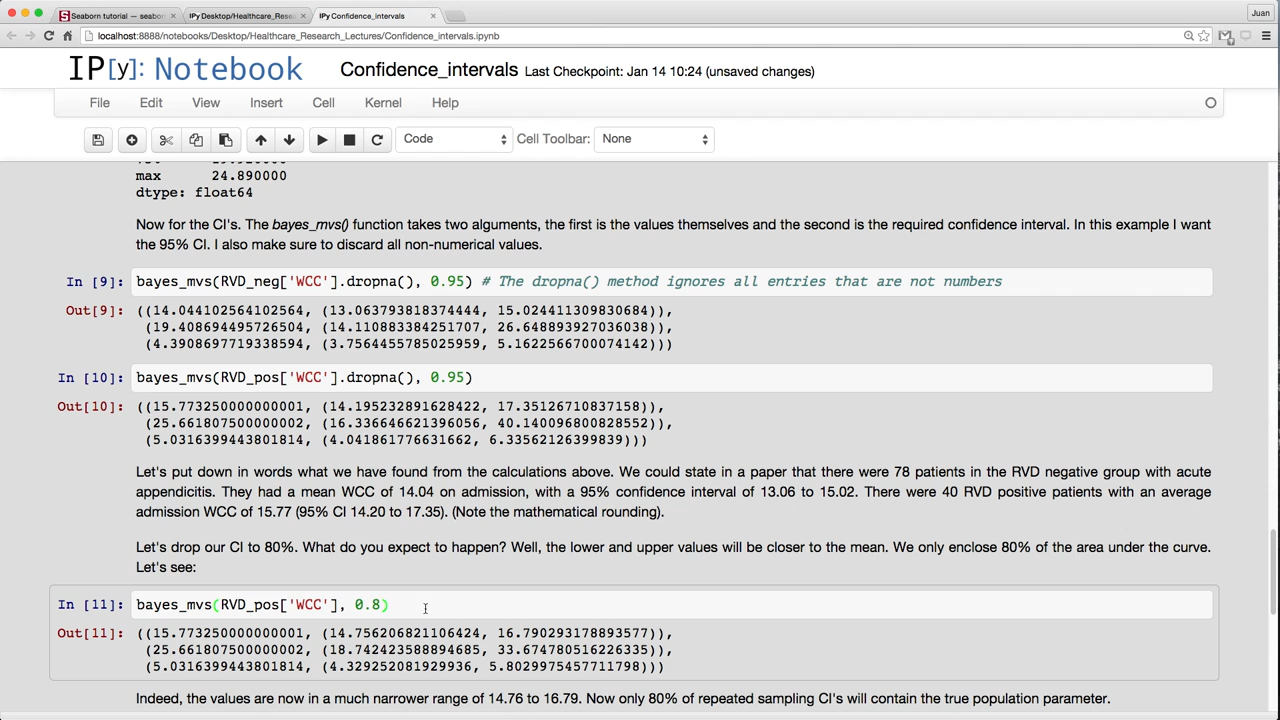 Seaborn tutorial — seaborn
IPy Desktop/Healthcare_Resea
IPy Confidence_intervals
Juan
localhost:8888/notebooks/Desktop/Healthcare_Research_Lectures/Confidence_intervals.ipynb
IP[y]: Notebook
Confidence_intervals Last Checkpoint: Jan 14 10:24 (unsaved changes)
File Edit View Insert Cell Kernel Help
Code Cell Toolbar: None
max 24.890000
dtype: float64
Now for the CI's. The bayes_mvs() function takes two alguments, the first is the values themselves and the second is the required confidence interval. In this example I want
the 95% CI. I also make sure to discard all non-numerical values.
In [9]: bayes_mvs(RVD_neg['WCC'].dropna(), 0.95) # The dropna() method ignores all entries that are not numbers
Out[9]: ((14.044102564102564, (13.063793818374444, 15.024411309830684)),
(19.408694495726504, (14.110883384251707, 26.648893927036038)),
(4.3908697719338594, (3.7564455785025959, 5.1622566700074142)))
In [10]: bayes_mvs(RVD_pos['WCC'].dropna(), 0.95)
Out[10]: ((15.773250000000001, (14.195232891628422, 17.35126710837158)),
(25.661807500000002, (16.336646621396056, 40.140096800828552)),
(5.0316399443801814, (4.041861776631662, 6.33562126399839)))
Let's put down in words what we have found from the calculations above. We could state in a paper that there were 78 patients in the RVD negative group with acute
appendicitis. They had a mean WCC of 14.04 on admission, with a 95% confidence interval of 13.06 to 15.02. There were 40 RVD positive patients with an average
admission WCC of 15.77 (95% CI 14.20 to 17.35). (Note the mathematical rounding).
Let's drop our CI to 80%. What do you expect to happen? Well, the lower and upper values will be closer to the mean. We only enclose 80% of the area under the curve.
Let's see:
In [11]: bayes_mvs(RVD_pos['WCC'], 0.8)
Out[11]: ((15.773250000000001, (14.756206821106424, 16.790293178893577)),
(25.661807500000002, (18.742423588894685, 33.674780516226335)),
(5.0316399443801814, (4.329252081929936, 5.8029975457711798)))
Indeed, the values are now in a much narrower range of 14.76 to 16.79. Now only 80% of repeated sampling CI's will contain the true population parameter.